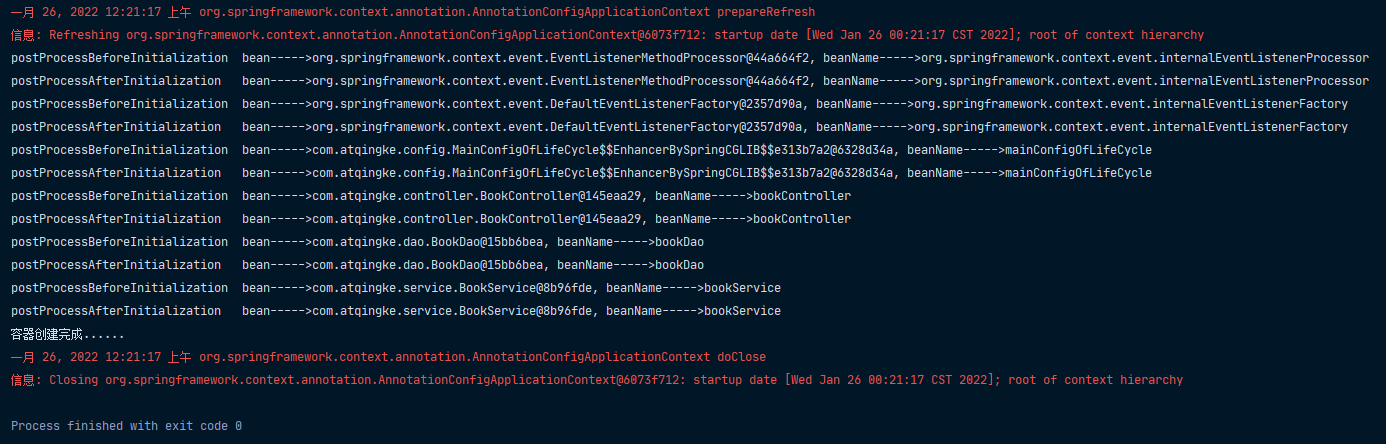 一月 26, 2022 12:21:17 上午 org.springframework.context.annotation.AnnotationConfigApplicationContext prepareRefresh
信息: Refreshing org.springframework.context.annotation.AnnotationConfigApplicationContext@6073f712: startup date [Wed Jan 26 00:21:17 CST 2022]; root of context hierarchy
postProcessBeforeInitialization  bean----->org.springframework.context.event.EventListenerMethodProcessor@44a664f2, beanName----->org.springframework.context.event.internalEventListenerProcessor
postProcessAfterInitialization   bean----->org.springframework.context.event.EventListenerMethodProcessor@44a664f2, beanName----->org.springframework.context.event.internalEventListenerProcessor
postProcessBeforeInitialization  bean----->org.springframework.context.event.DefaultEventListenerFactory@2357d90a, beanName----->org.springframework.context.event.internalEventListenerFactory
postProcessAfterInitialization   bean----->org.springframework.context.event.DefaultEventListenerFactory@2357d90a, beanName----->org.springframework.context.event.internalEventListenerFactory
postProcessBeforeInitialization  bean----->com.atqingke.config.MainConfigOfLifeCycle$$EnhancerBySpringCGLIB$$e313b7a2@6328d34a, beanName----->mainConfigOfLifeCycle
postProcessAfterInitialization   bean----->com.atqingke.config.MainConfigOfLifeCycle$$EnhancerBySpringCGLIB$$e313b7a2@6328d34a, beanName----->mainConfigOfLifeCycle
postProcessBeforeInitialization  bean----->com.atqingke.controller.BookController@145eaa29, beanName----->bookController
postProcessAfterInitialization   bean----->com.atqingke.controller.BookController@145eaa29, beanName----->bookController
postProcessBeforeInitialization  bean----->com.atqingke.dao.BookDao@15bb6bea, beanName----->bookDao
postProcessAfterInitialization   bean----->com.atqingke.dao.BookDao@15bb6bea, beanName----->bookDao
postProcessBeforeInitialization  bean----->com.atqingke.service.BookService@8b96fde, beanName----->bookService
postProcessAfterInitialization   bean----->com.atqingke.service.BookService@8b96fde, beanName----->bookService
容器创建完成......
一月 26, 2022 12:21:17 上午 org.springframework.context.annotation.AnnotationConfigApplicationContext doClose
信息: Closing org.springframework.context.annotation.AnnotationConfigApplicationContext@6073f712: startup date [Wed Jan 26 00:21:17 CST 2022]; root of context hierarchy
Process finished with exit code 0